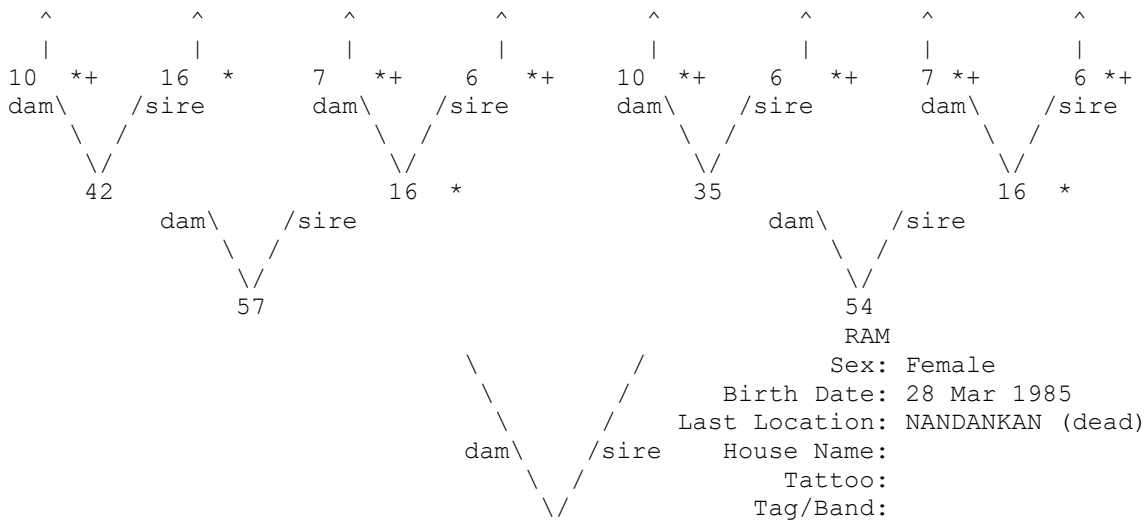 ^ ^ ^ ^ ^ ^ ^ ^
| | | | | | | |
10 *+ 16 * 7 *+ 6 *+ 10 *+ 6 *+ 7 *+ 6 *+
dam\ /sire dam\ /sire dam\ /sire dam\ /sire
\ / \ / \ / \ /
\/ \/ \/ \/
42 16 * 35 16 *
dam\ /sire dam\ /sire
\ / \ /
\/ \/
57 54
RAM
\ / Sex: Female
\ / Birth Date: 28 Mar 1985
\ / Last Location: NANDANKAN (dead)
dam\ /sire House Name:
\ / Tattoo:
\/ Tag/Band: